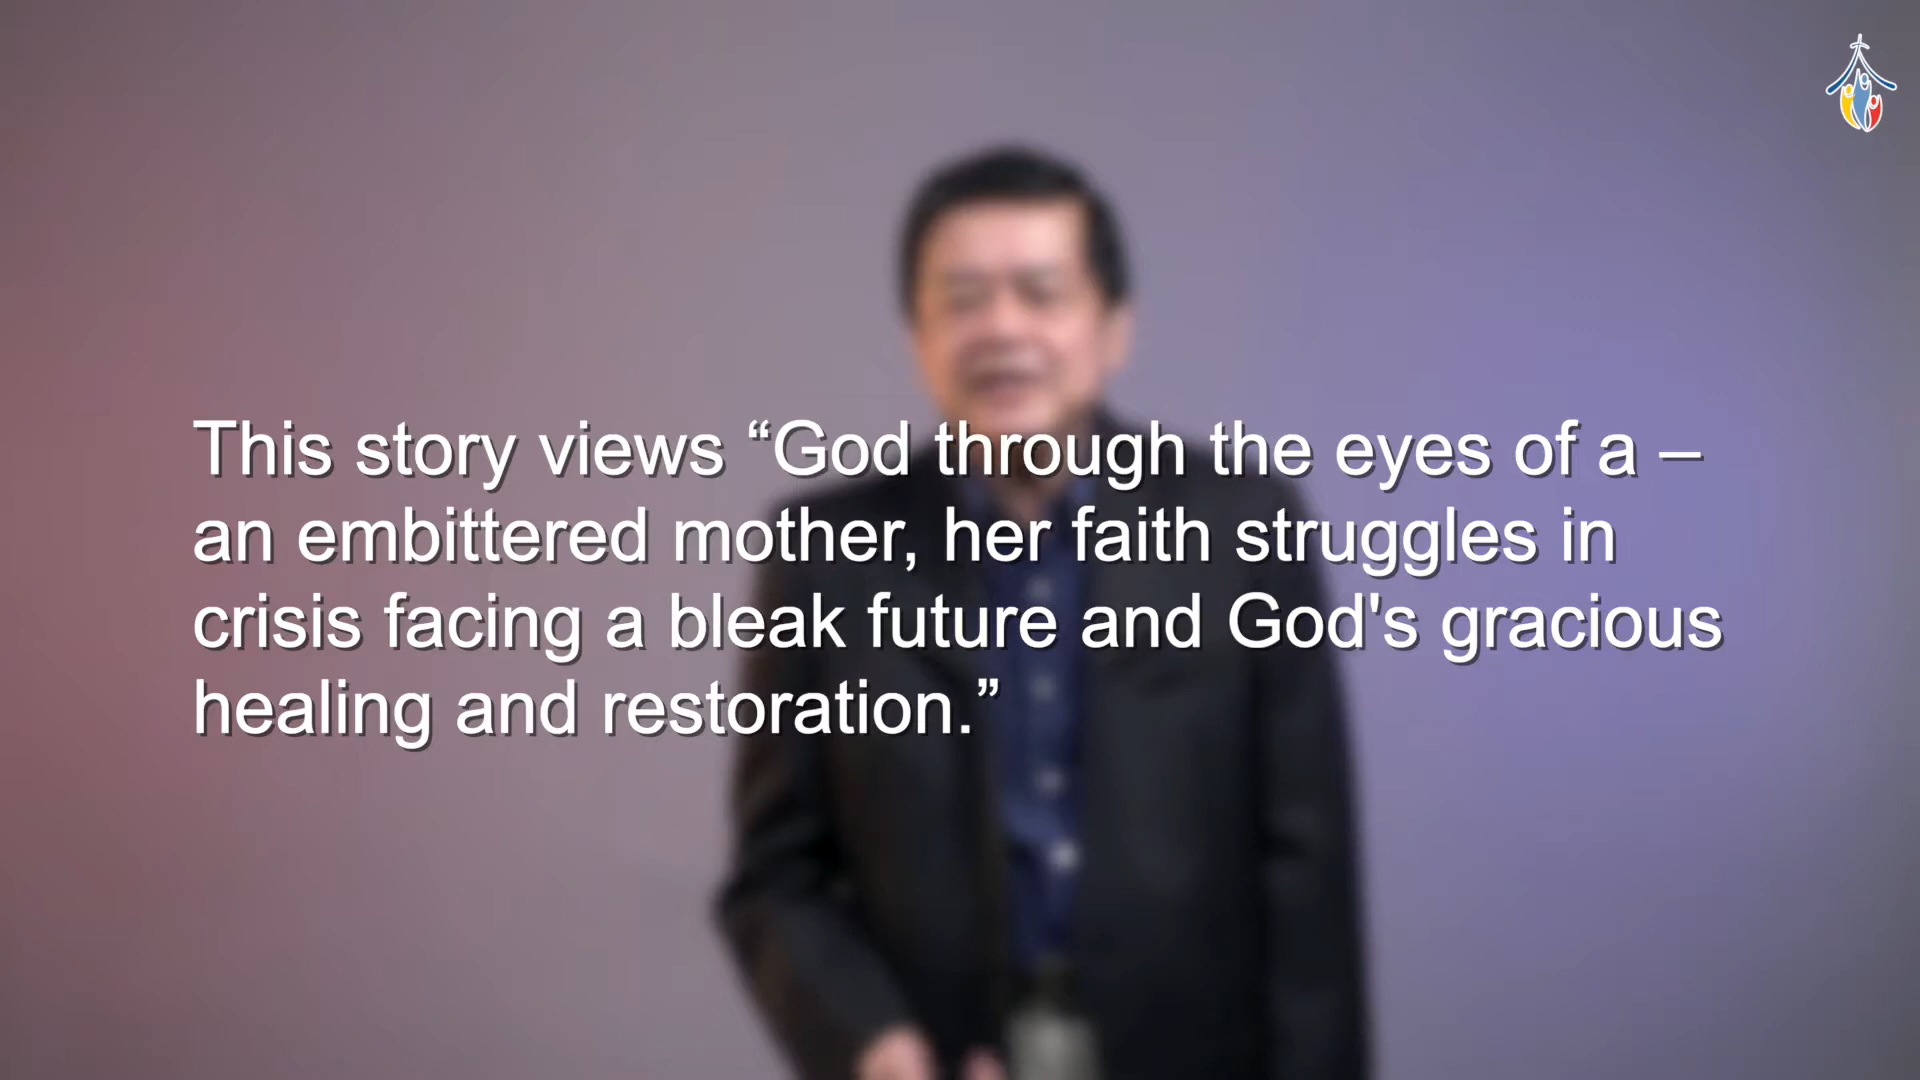 This story views “God through the eyes of a –
an embittered mother, her faith struggles in
crisis facing a bleak future and God's gracious
healing and restoration.”